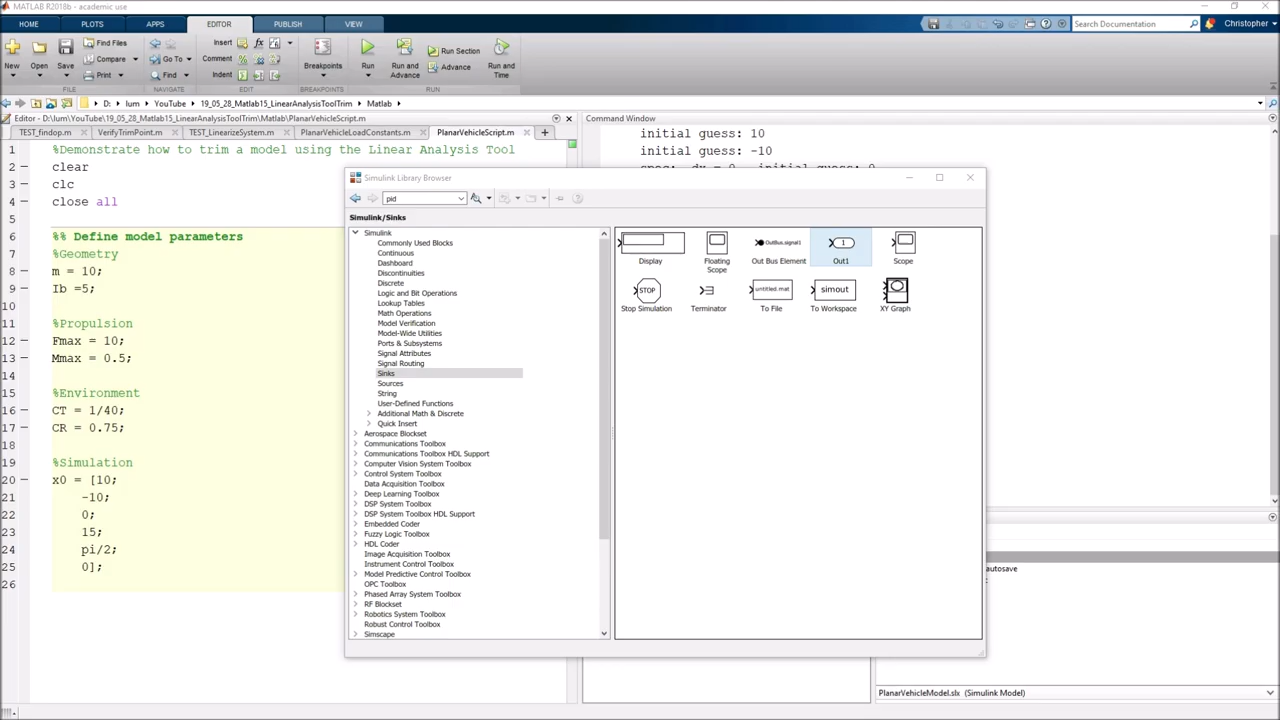 MATLAB R2018b - academic use
HOME
PLOTS
APPS
EDITOR
PUBLISH
VIEW
Search Documentation
Christopher
New
Open
Save
Find Files
Compare
Print
Go To
Find
Insert
Comment
Indent
Breakpoints
Run
Run and Advance
Run Section
Advance
Run and Time
FILE
NAVIGATE
EDIT
BREAKPOINTS
RUN
D: ▸ lum ▸ YouTube ▸ 19_05_28_Matlab15_LinearAnalysisToolTrim ▸ Matlab ▸
Editor - D:\lum\YouTube\19_05_28_Matlab15_LinearAnalysisToolTrim\Matlab\PlanarVehicleScript.m
TEST_findop.m
VerifyTrimPoint.m
TEST_LinearizeSystem.m
PlanarVehicleLoadConstants.m
PlanarVehicleScript.m
1 %Demonstrate how to trim a model using the Linear Analysis Tool
2 clear
3 clc
4 close all
5
6 %% Define model parameters
7 %Geometry
8 m = 10;
9 Ib =5;
10
11 %Propulsion
12 Fmax = 10;
13 Mmax = 0.5;
14
15 %Environment
16 CT = 1/40;
17 CR = 0.75;
18
19 %Simulation
20 x0 = [10;
21 -10;
22 0;
23 15;
24 pi/2;
25 0];
26
Command Window
initial guess: 10
initial guess: -10
Simulink Library Browser
pid
Simulink/Sinks
Simulink
Commonly Used Blocks
Continuous
Dashboard
Discontinuities
Discrete
Logic and Bit Operations
Lookup Tables
Math Operations
Model Verification
Model-Wide Utilities
Ports & Subsystems
Signal Attributes
Signal Routing
Sinks
Sources
String
User-Defined Functions
Additional Math & Discrete
Quick Insert
Aerospace Blockset
Communications Toolbox
Communications Toolbox HDL Support
Computer Vision System Toolbox
Control System Toolbox
Data Acquisition Toolbox
Deep Learning Toolbox
DSP System Toolbox
DSP System Toolbox HDL Support
Embedded Coder
Fuzzy Logic Toolbox
HDL Coder
Image Acquisition Toolbox
Instrument Control Toolbox
Model Predictive Control Toolbox
OPC Toolbox
Phased Array System Toolbox
RF Blockset
Robotics System Toolbox
Robust Control Toolbox
Simscape
Display
Floating Scope
OutBus.signal1
Out Bus Element
1
Out1
Scope
STOP
Stop Simulation
Terminator
untitled.mat
To File
simout
To Workspace
XY Graph
autosave
PlanarVehicleModel.slx (Simulink Model)